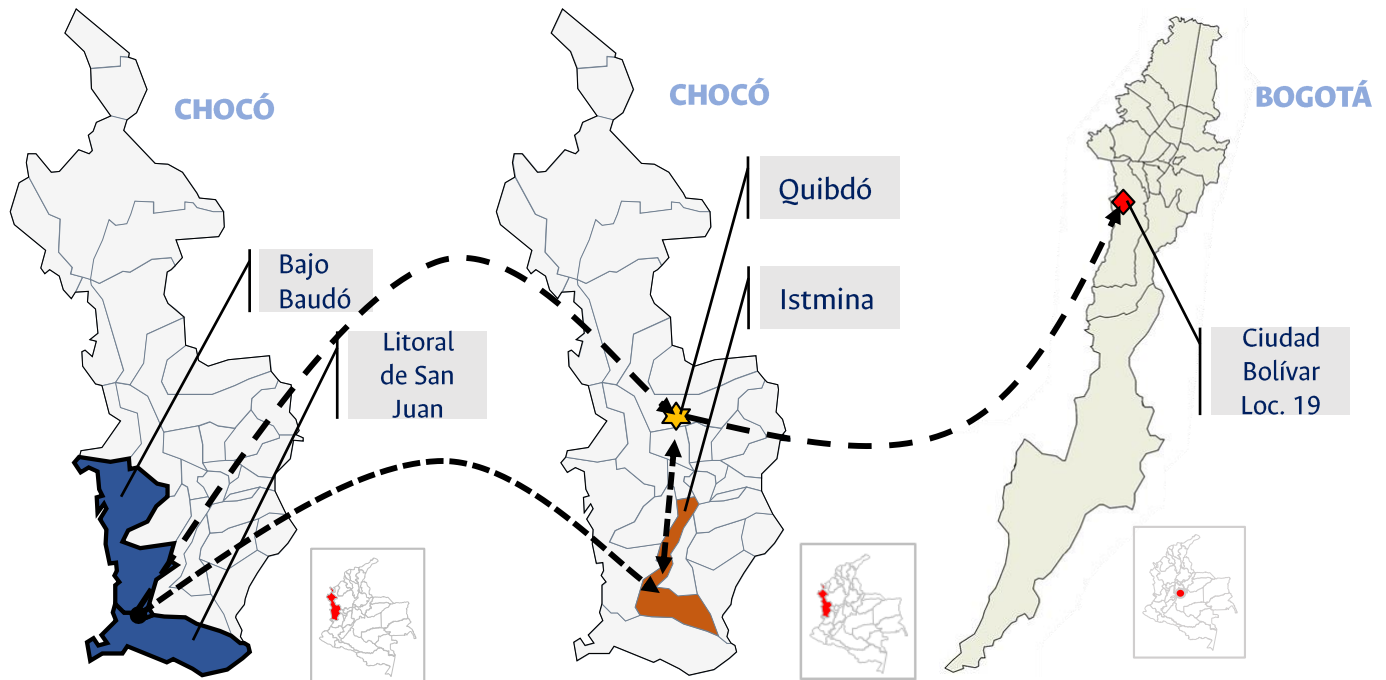 CHOCÓ
Bajo
Baudó
Litoral
de San
Juan
CHOCÓ
Quibdó
Istmina
BOGOTÁ
Ciudad
Bolívar
Loc. 19